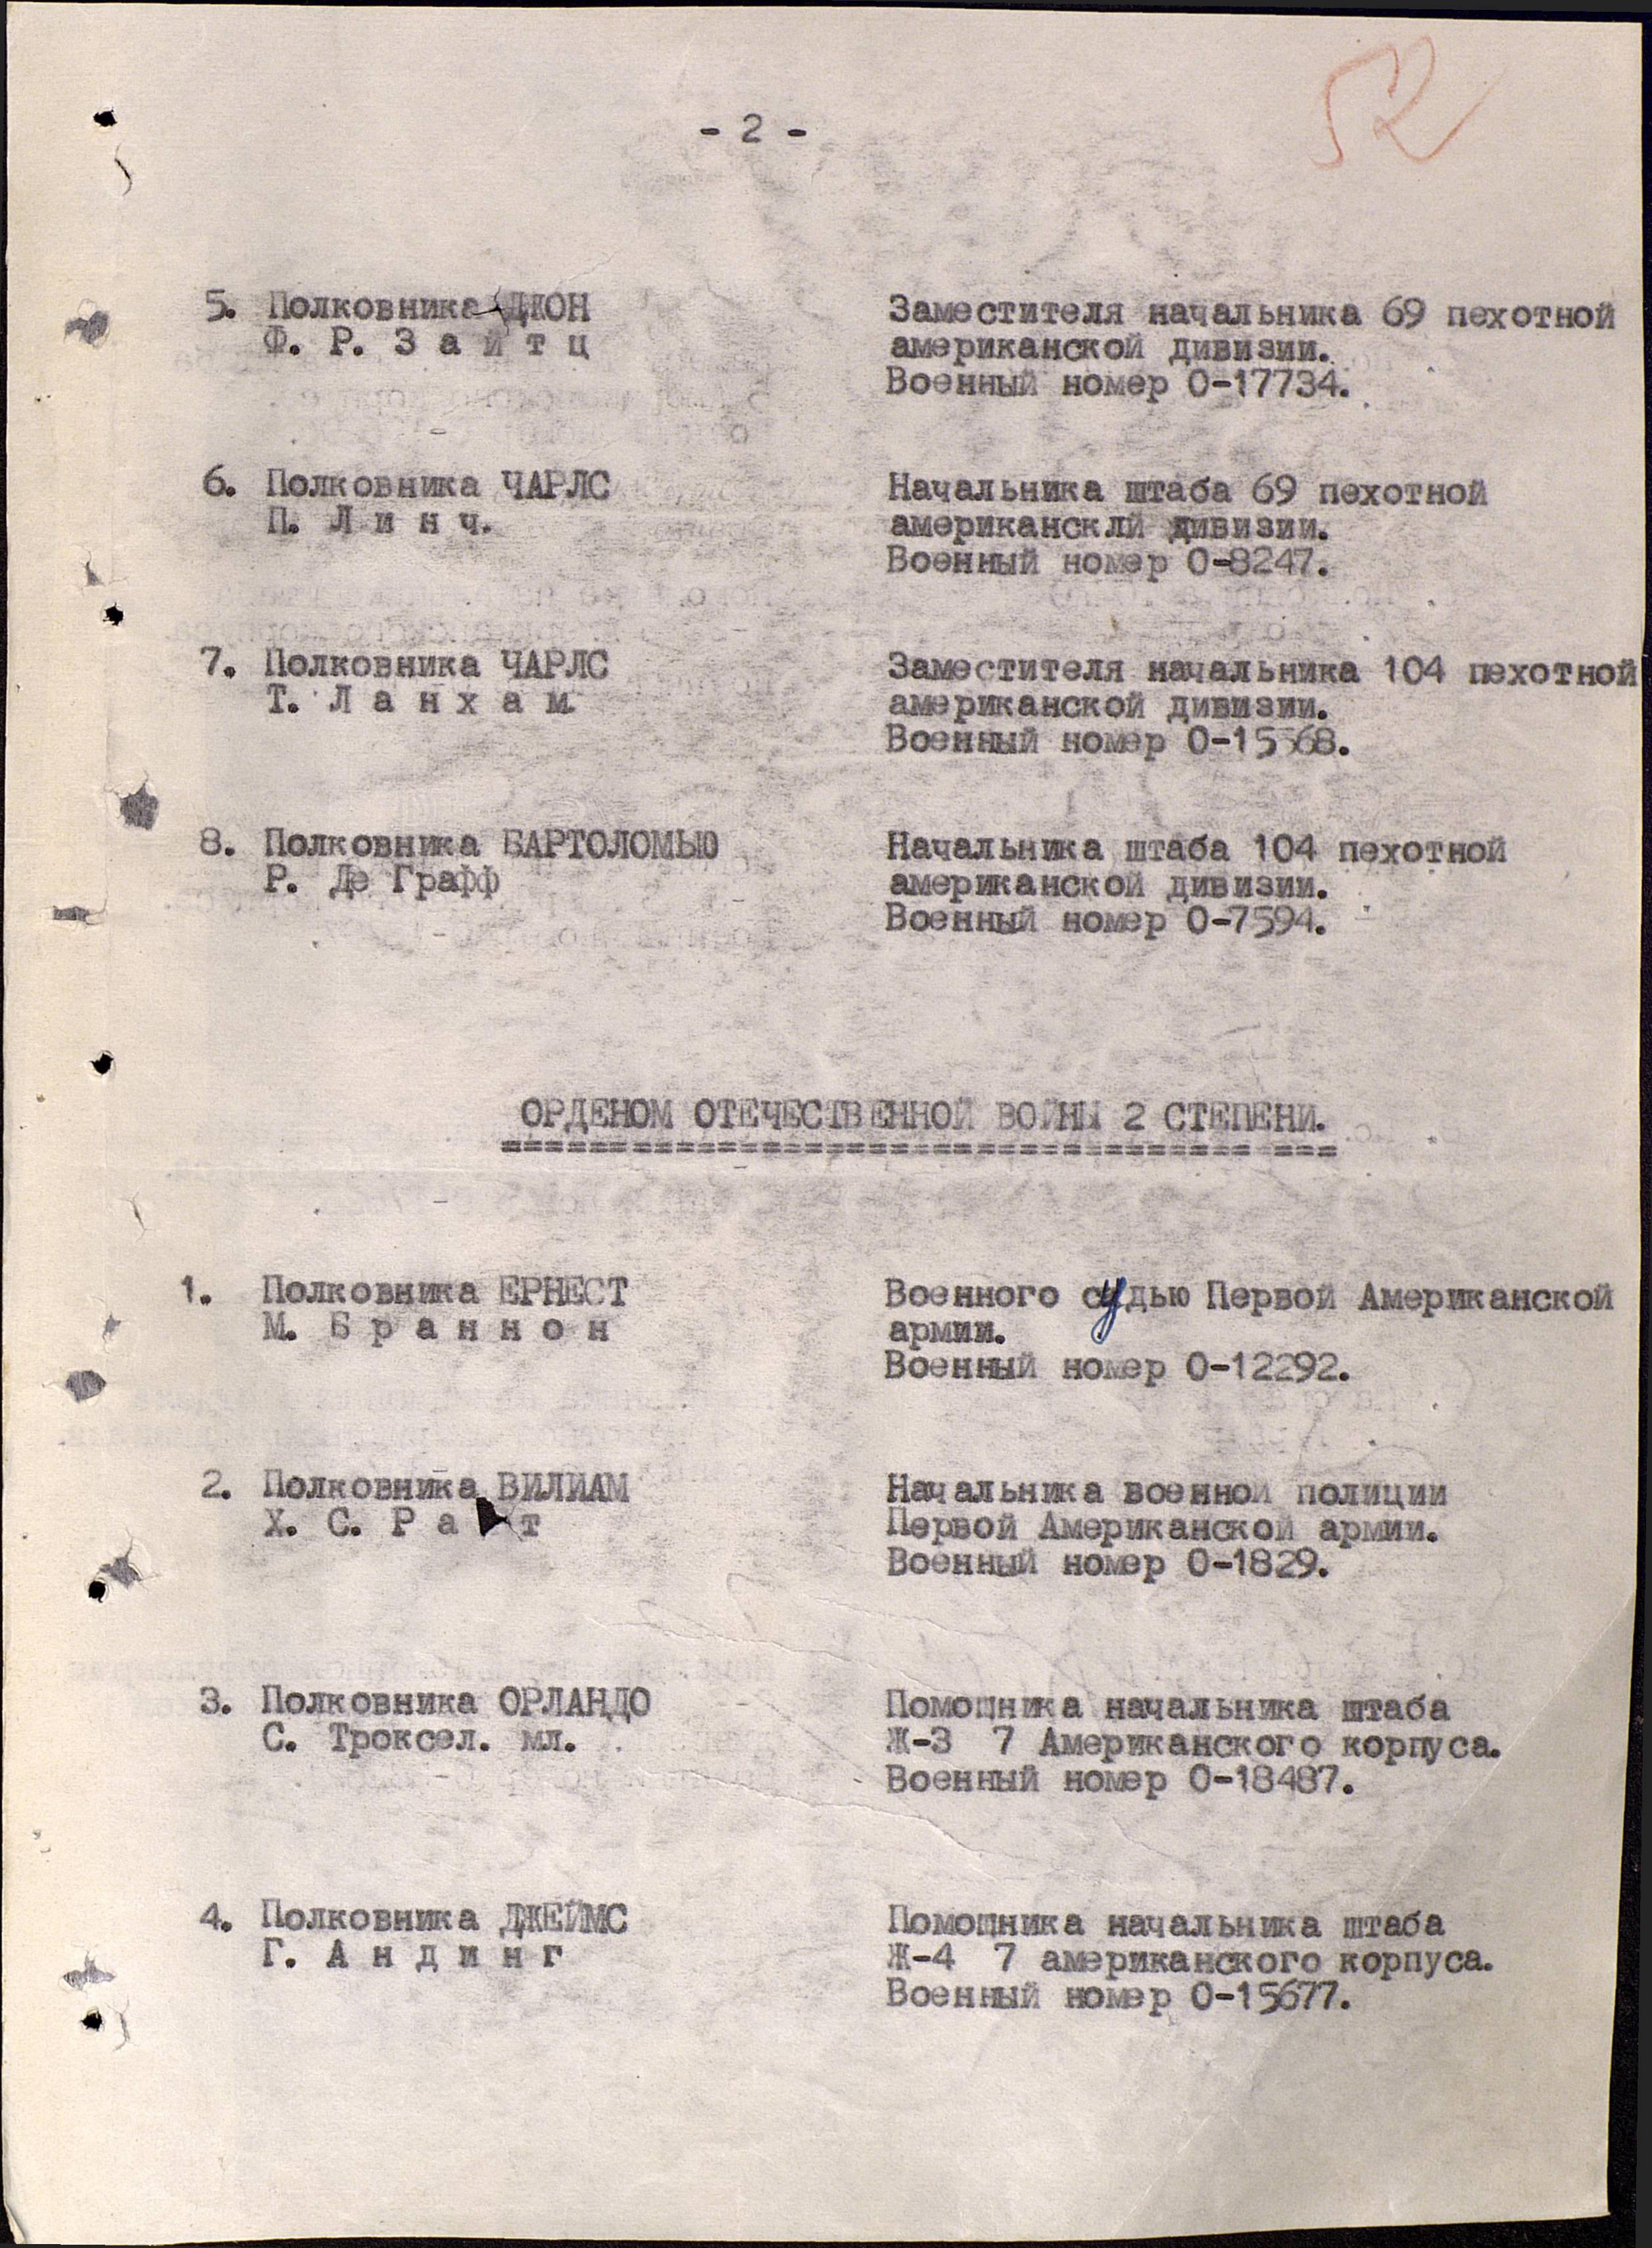 52
- 2 -
5. Полковника ДЖОН
Ф. Р. З а й т ц
Заместителя начальника 69 пехотной
американской дивизии.
Военный номер 0-17734.
6. Полковника ЧАРЛС
П. Л и н ч.
Начальника штаба 69 пехотной
американсклй дивизии.
Военный номер 0-8247.
7. Полковника ЧАРЛС
Т. Л а н х а м
Заместителя начальника 104 пехотной
американской дивизии.
Военный номер 0-15568.
8. Полковника БАРТОЛОМЬЮ
Р. Де Графф
Начальника штаба 104 пехотной
американской дивизии.
Военный номер 0-7594.
ОРДЕНОМ ОТЕЧЕСТВЕННОЙ ВОЙНЫ 2 СТЕПЕНИ.
=======================================
1. Полковника ЕРНЕСТ
М. Б р а н н о н
Военного судью Первой Американской
армии.
Военный номер 0-12292.
2. Полковника ВИЛИАМ
Х. С.
Начальника военной полиции
Первой Американской армии.
Военный номер 0-1829.
3. Полковника ОРЛАНДО
С. Троксел. мл.
Помощника начальника штаба
Ж-3 7 Американского корпуса.
Военный номер 0-18487.
4. Полковника ДЖЕЙМС
Г. А н д и н г
Помощника начальника штаба
Ж-4 7 американского корпуса.
Военный номер 0-15677.